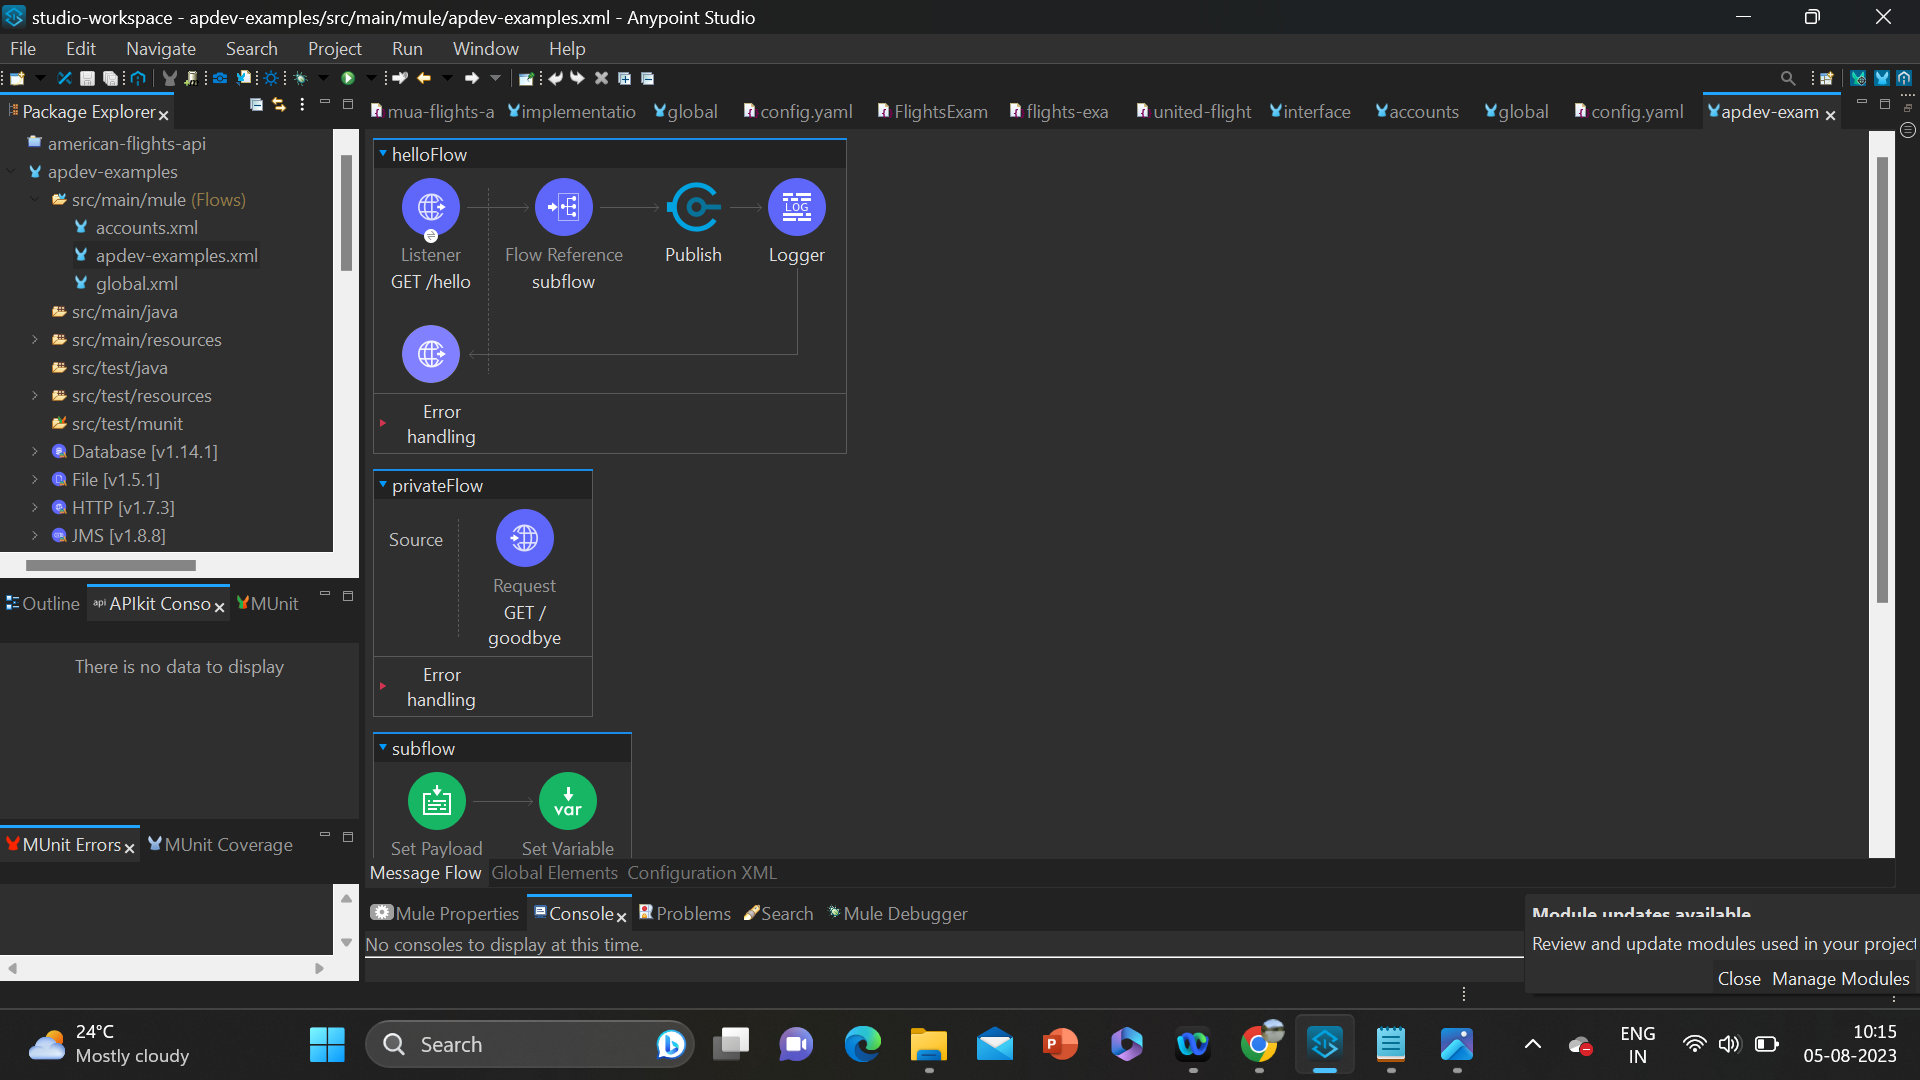 studio-workspace - apdev-examples/src/main/mule/apdev-examples.xml - Anypoint Studio
File Edit Navigate Search Project Run Window Help
Package Explorer
mua-flights-a implementatio global config.yaml FlightsExam flights-exa united-flight interface accounts global config.yaml apdev-exam
american-flights-api
apdev-examples
src/main/mule (Flows)
accounts.xml
apdev-examples.xml
global.xml
src/main/java
src/main/resources
src/test/java
src/test/resources
src/test/munit
Database [v1.14.1]
File [v1.5.1]
HTTP [v1.7.3]
JMS [v1.8.8]
helloFlow
LOG
Listener Flow Reference Publish Logger
GET /hello subflow
Error
handling
privateFlow
Source
Request
GET /
goodbye
Error
handling
subflow
var
Set Payload Set Variable
Message Flow Global Elements Configuration XML
Outline api APIkit Conso MUnit
There is no data to display
MUnit Errors MUnit Coverage
Mule Properties Console Problems Search Mule Debugger
No consoles to display at this time.
Module updates available
Review and update modules used in your project
Close Manage Modules
24°C
Mostly cloudy
Search
ENG
IN
10:15
05-08-2023